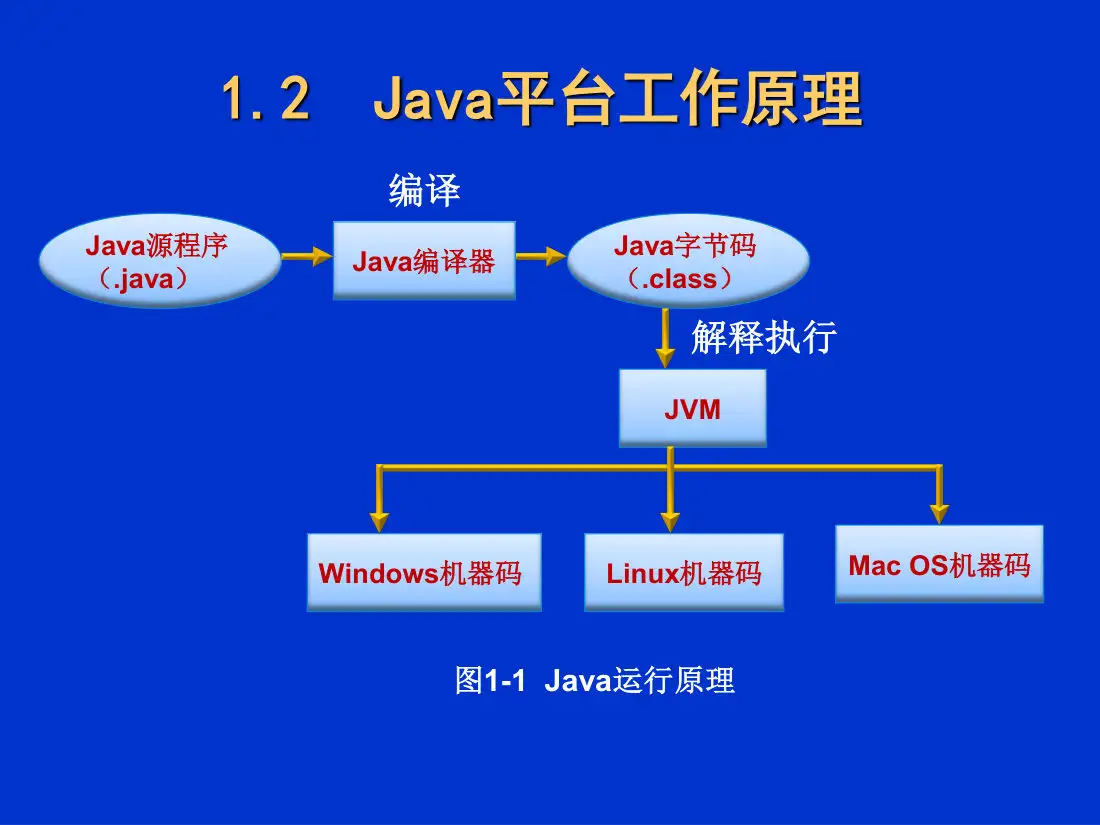 1.2 Java平台工作原理
编译
Java源程序
（.java）
Java编译器
Java字节码
（.class）
解释执行
JVM
Windows机器码
Linux机器码
Mac OS机器码
图1-1 Java运行原理